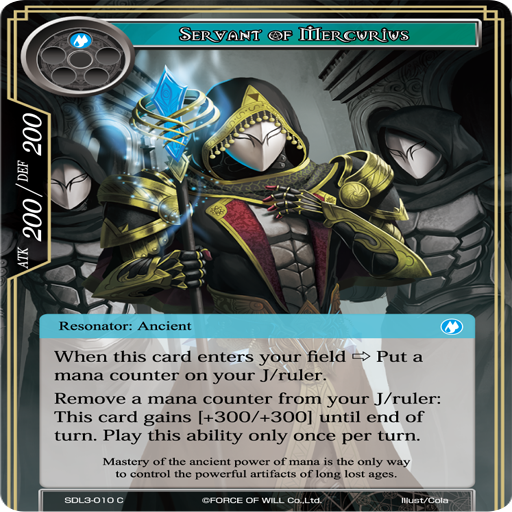 Servant of Mercurius
ATK 200 / DEF 200
Resonator: Ancient
When this card enters your field ⇨ Put a
mana counter on your J/ruler.
Remove a mana counter from your J/ruler:
This card gains [+300/+300] until end of
turn. Play this ability only once per turn.
Mastery of the ancient power of mana is the only way
to control the powerful artifacts of long lost ages.
SDL3-010 C
©FORCE OF WILL Co.,Ltd.
Illust/Cola